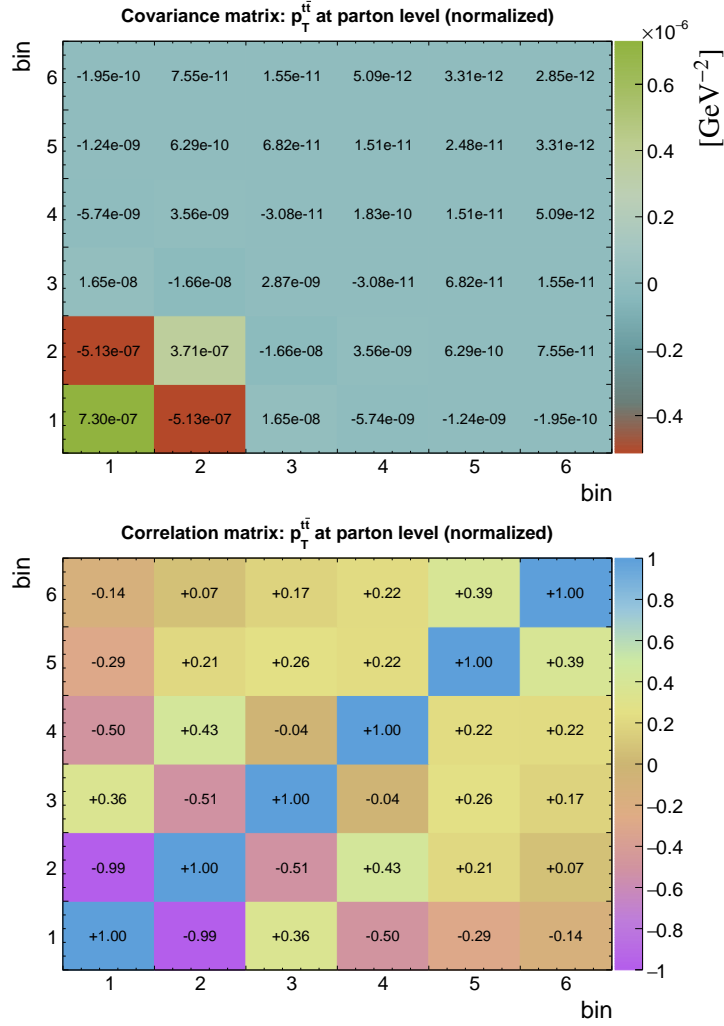 Covariance matrix: p_T^{tt̄} at parton level (normalized)
×10⁻⁶
bin
6 -1.95e-10 7.55e-11 1.55e-11 5.09e-12 3.31e-12 2.85e-12
5 -1.24e-09 6.29e-10 6.82e-11 1.51e-11 2.48e-11 3.31e-12
4 -5.74e-09 3.56e-09 -3.08e-11 1.83e-10 1.51e-11 5.09e-12
3 1.65e-08 -1.66e-08 2.87e-09 -3.08e-11 6.82e-11 1.55e-11
2 -5.13e-07 3.71e-07 -1.66e-08 3.56e-09 6.29e-10 7.55e-11
1 7.30e-07 -5.13e-07 1.65e-08 -5.74e-09 -1.24e-09 -1.95e-10
1 2 3 4 5 6
bin
0.6
0.4
0.2
0
−0.2
−0.4
[GeV⁻²]
Correlation matrix: p_T^{tt̄} at parton level (normalized)
bin
6 -0.14 +0.07 +0.17 +0.22 +0.39 +1.00
5 -0.29 +0.21 +0.26 +0.22 +1.00 +0.39
4 -0.50 +0.43 -0.04 +1.00 +0.22 +0.22
3 +0.36 -0.51 +1.00 -0.04 +0.26 +0.17
2 -0.99 +1.00 -0.51 +0.43 +0.21 +0.07
1 +1.00 -0.99 +0.36 -0.50 -0.29 -0.14
1 2 3 4 5 6
bin
1
0.8
0.6
0.4
0.2
0
−0.2
−0.4
−0.6
−0.8
−1